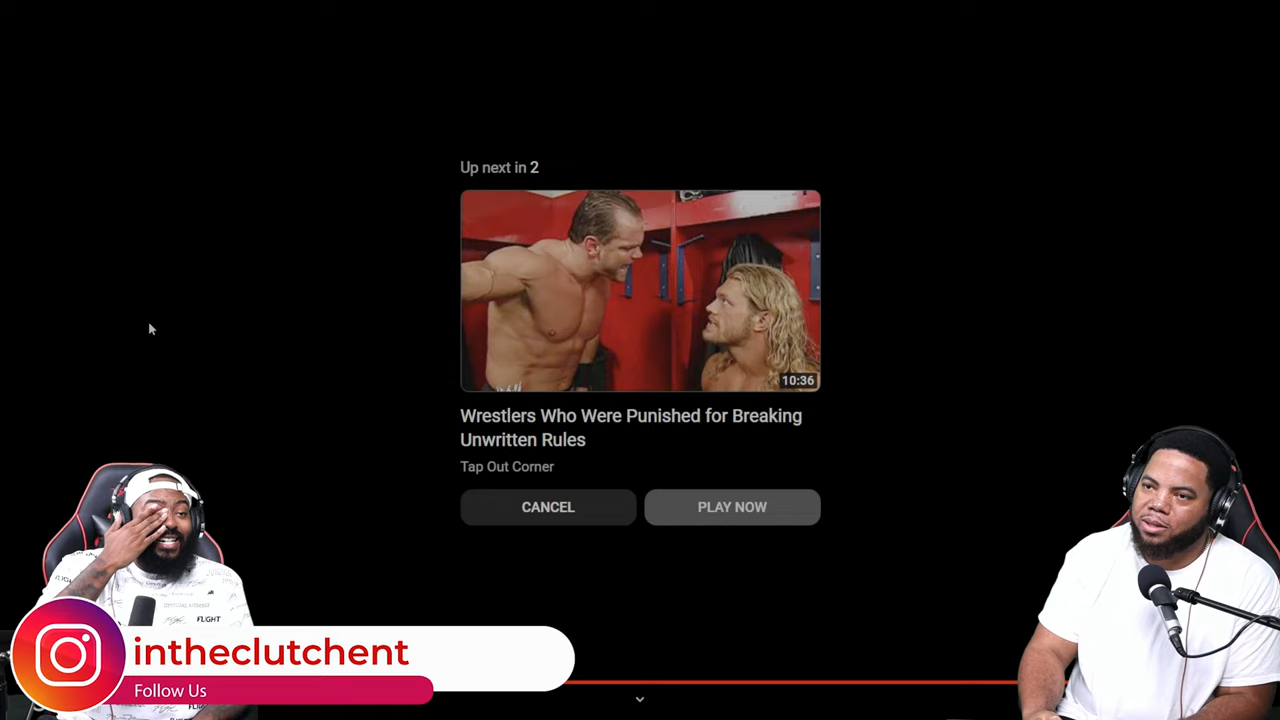 Up next in 2
10:36
Wrestlers Who Were Punished for Breaking
Unwritten Rules
Tap Out Corner
CANCEL
PLAY NOW
FLIGHT
intheclutchent
Follow Us